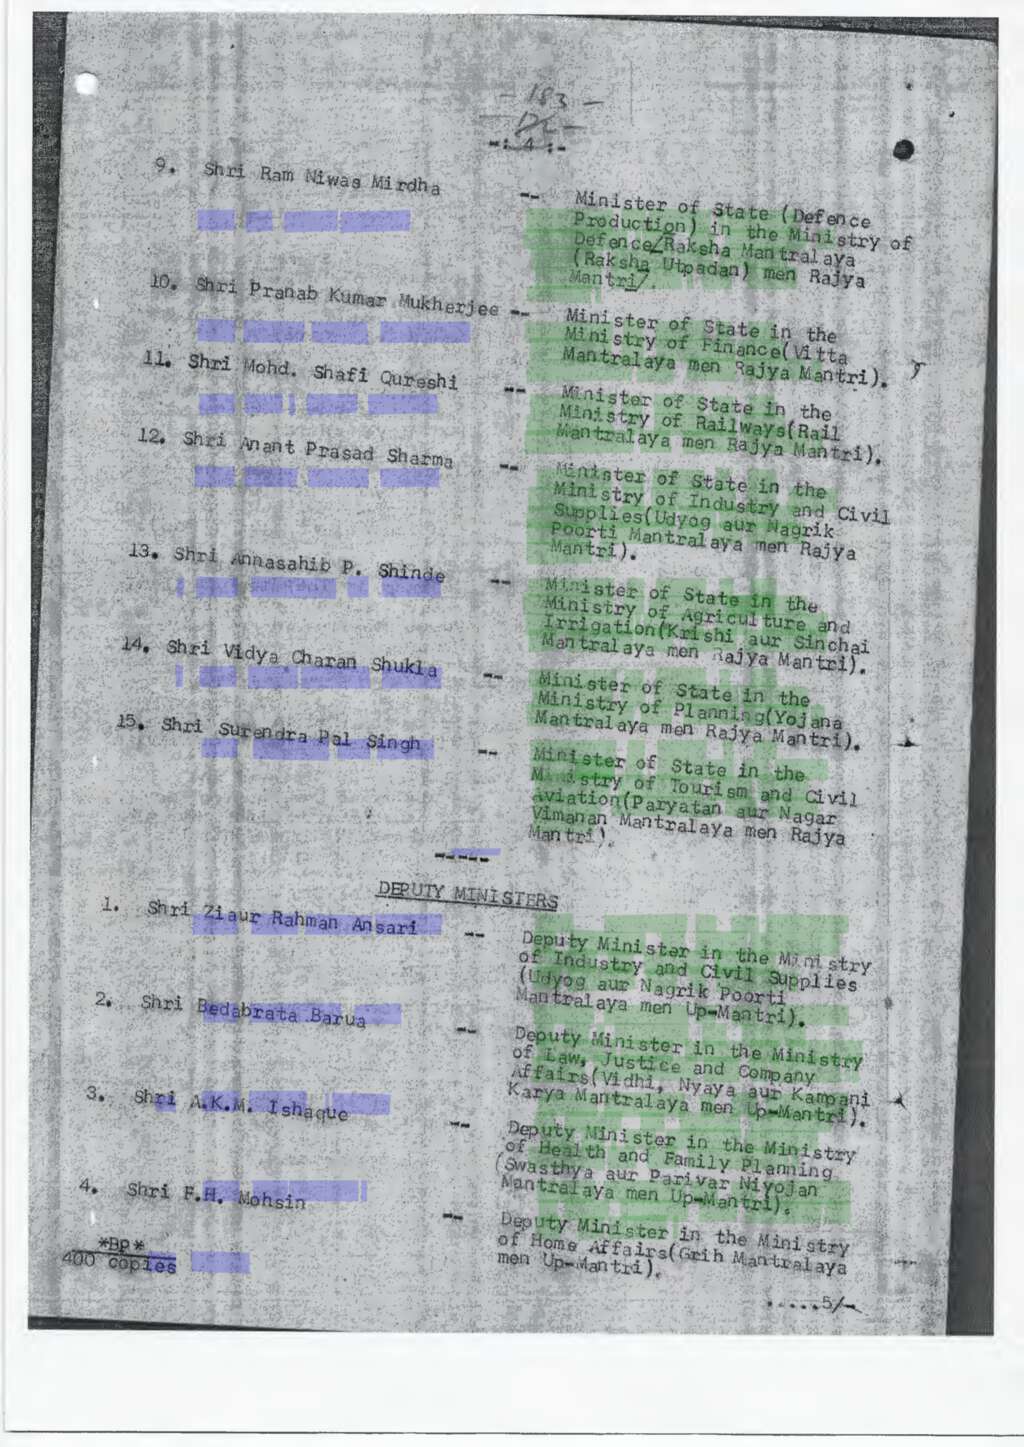 - 183 -
-: 4 :-
9. Shri Ram Niwas Mirdha -- Minister of State (Defence
Production) in the Ministry of
Defence/Raksha Mantralaya
(Raksha Utpadan) men Rajya
Mantri/.
10. Shri Pranab Kumar Mukherjee -- Minister of State in the
Ministry of Finance(Vitta
Mantralaya men Rajya Mantri).
11. Shri Mohd. Shafi Qureshi -- Minister of State in the
Ministry of Railways(Rail
Mantralaya men Rajya Mantri).
12. Shri Anant Prasad Sharma -- Minister of State in the
Ministry of Industry and Civil
Supplies(Udyog aur Nagrik
Poorti Mantralaya men Rajya
Mantri).
13. Shri Annasahib P. Shinde -- Minister of State in the
Ministry of Agriculture and
Irrigation(Krishi aur Sinchai
Mantralaya men Rajya Mantri).
14. Shri Vidya Charan Shukla -- Minister of State in the
Ministry of Planning(Yojana
Mantralaya men Rajya Mantri).
15. Shri Surendra Pal Singh -- Minister of State in the
Ministry of Tourism and Civil
Aviation(Paryatan aur Nagar
Vimanan Mantralaya men Rajya
Mantri).
-----
DEPUTY MINISTERS
1. Shri Ziaur Rahman Ansari -- Deputy Minister in the Ministry
of Industry and Civil Supplies
(Udyog aur Nagrik Poorti
Mantralaya men Up-Mantri).
2. Shri Bedabrata Barua -- Deputy Minister in the Ministry
of Law, Justice and Company
Affairs(Vidhi, Nyaya aur Kampani
Karya Mantralaya men Up-Mantri).
3. Shri A.K.M. Ishaque -- Deputy Minister in the Ministry
of Health and Family Planning
(Swasthya aur Parivar Niyojan
Mantralaya men Up-Mantri).
4. Shri F.H. Mohsin -- Deputy Minister in the Ministry
of Home Affairs(Grih Mantralaya
men Up-Mantri).
*BP*
400 copies
.....5/-